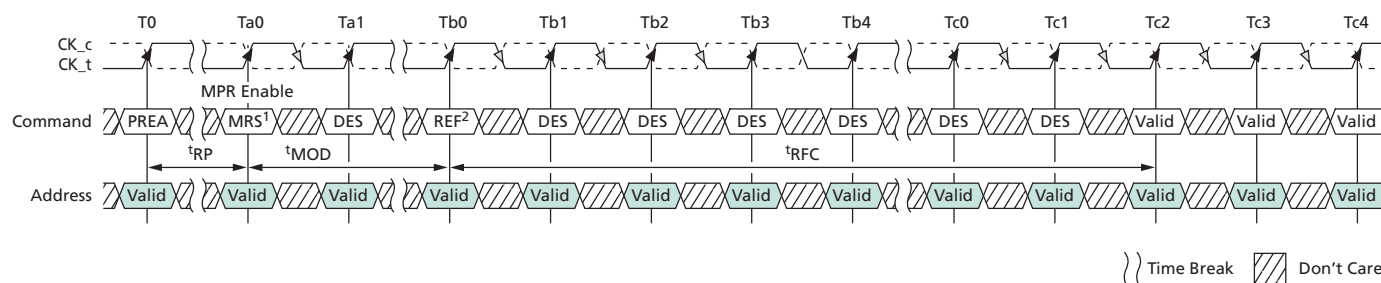 T0 Ta0 Ta1 Tb0 Tb1 Tb2 Tb3 Tb4 Tc0 Tc1 Tc2 Tc3 Tc4
CK_c
CK_t
MPR Enable
Command PREA MRS1 DES REF2 DES DES DES DES DES DES Valid Valid Valid
tRP tMOD tRFC
Address Valid Valid Valid Valid Valid Valid Valid Valid Valid Valid Valid Valid Valid
Time Break Don't Care